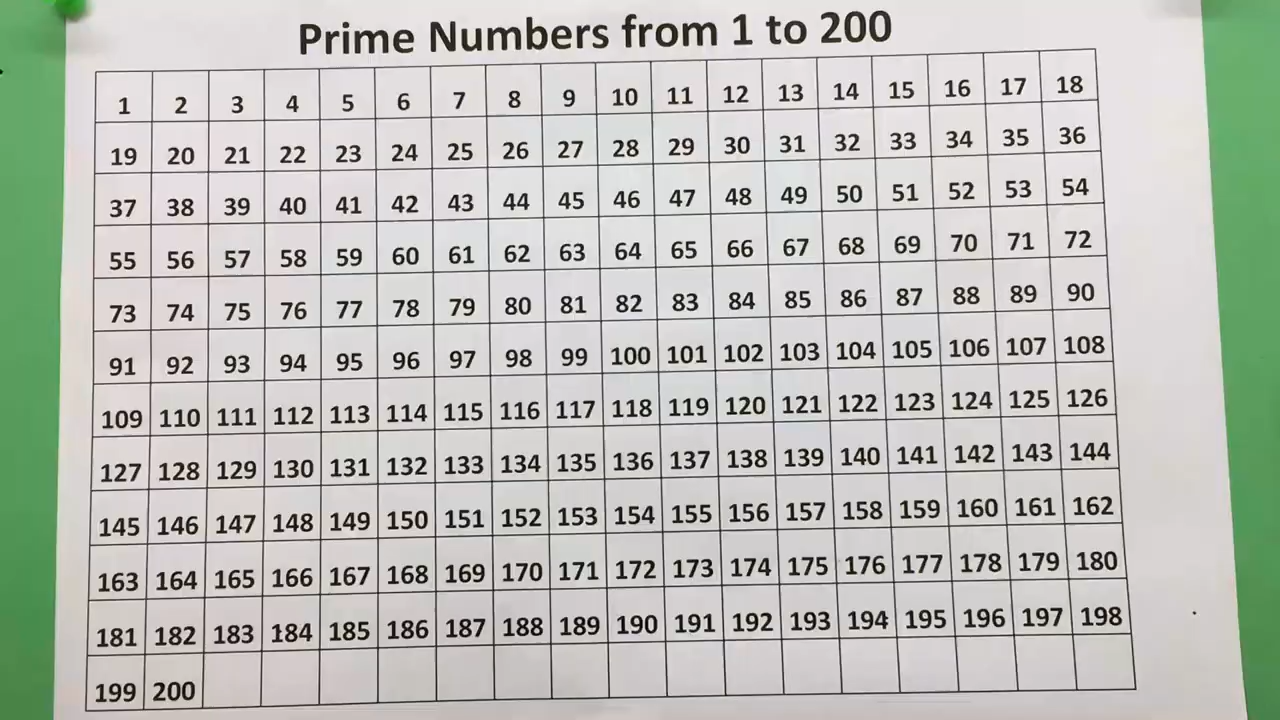 Prime Numbers from 1 to 200
1 2 3 4 5 6 7 8 9 10 11 12 13 14 15 16 17 18
19 20 21 22 23 24 25 26 27 28 29 30 31 32 33 34 35 36
37 38 39 40 41 42 43 44 45 46 47 48 49 50 51 52 53 54
55 56 57 58 59 60 61 62 63 64 65 66 67 68 69 70 71 72
73 74 75 76 77 78 79 80 81 82 83 84 85 86 87 88 89 90
91 92 93 94 95 96 97 98 99 100 101 102 103 104 105 106 107 108
109 110 111 112 113 114 115 116 117 118 119 120 121 122 123 124 125 126
127 128 129 130 131 132 133 134 135 136 137 138 139 140 141 142 143 144
145 146 147 148 149 150 151 152 153 154 155 156 157 158 159 160 161 162
163 164 165 166 167 168 169 170 171 172 173 174 175 176 177 178 179 180
181 182 183 184 185 186 187 188 189 190 191 192 193 194 195 196 197 198
199 200